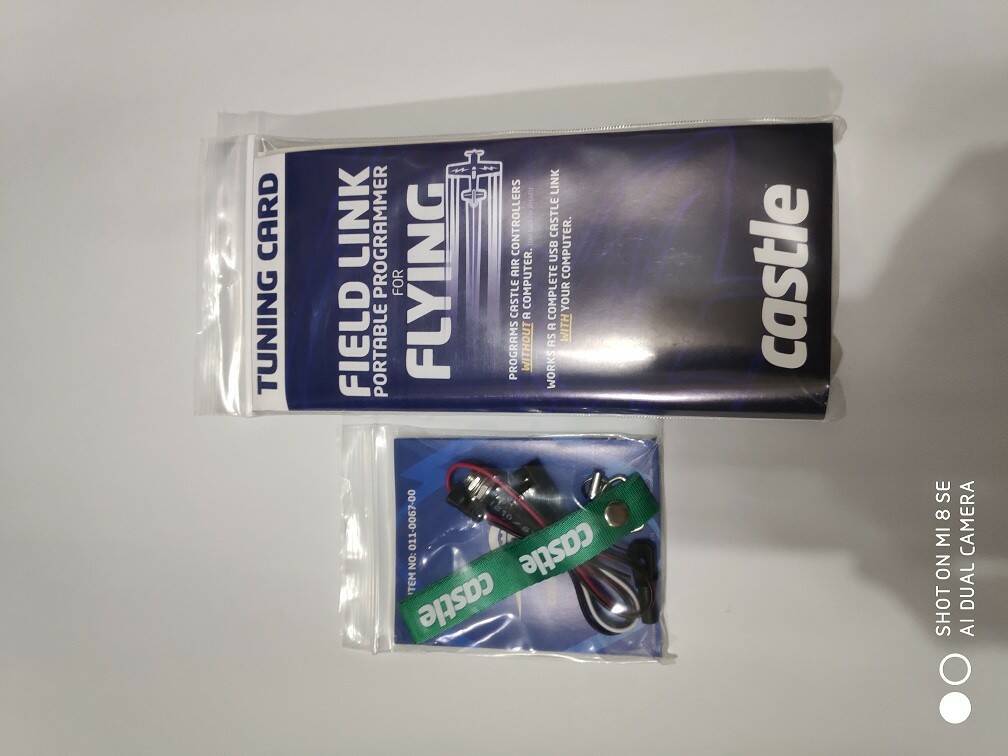 TUNING CARD
FIELD LINK
PORTABLE PROGRAMMER
FOR
FLYING
PROGRAMS CASTLE AIR CONTROLLERS
WITHOUT A COMPUTER.
WORKS AS A COMPLETE USB CASTLE LINK
WITH YOUR COMPUTER.
castle
ITEM NO: 011-0067-00
castle castle castle
SHOT ON MI 8 SE
AI DUAL CAMERA